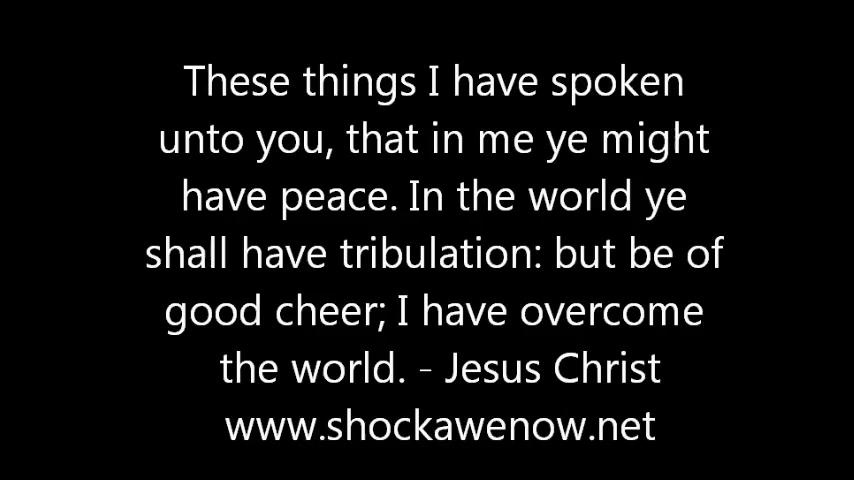 These things I have spoken
unto you, that in me ye might
have peace. In the world ye
shall have tribulation: but be of
good cheer; I have overcome
the world. - Jesus Christ
www.shockawenow.net